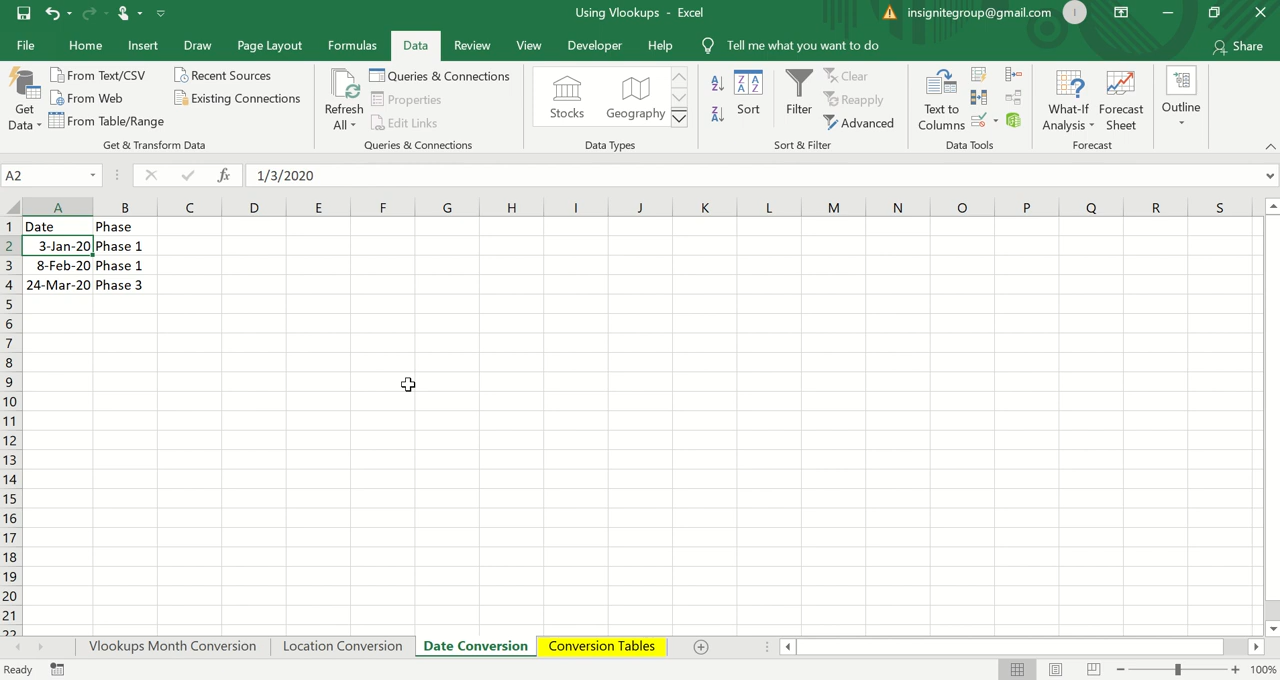 Using Vlookups - Excel
insignitegroup@gmail.com
I
File Home Insert Draw Page Layout Formulas Data Review View Developer Help Tell me what you want to do Share
Get Data
From Text/CSV
From Web
From Table/Range
Recent Sources
Existing Connections
Get & Transform Data
Refresh All
Queries & Connections
Properties
Edit Links
Queries & Connections
Stocks
Geography
Data Types
Sort
Filter
Clear
Reapply
Advanced
Sort & Filter
Text to Columns
Data Tools
What-If Analysis
Forecast Sheet
Forecast
Outline
A2
fx
1/3/2020
A B C D E F G H I J K L M N O P Q R S
1 Date Phase
2 3-Jan-20 Phase 1
3 8-Feb-20 Phase 1
4 24-Mar-20 Phase 3
5
6
7
8
9
10
11
12
13
14
15
16
17
18
19
20
21
22
Vlookups Month Conversion Location Conversion Date Conversion Conversion Tables
Ready
100%